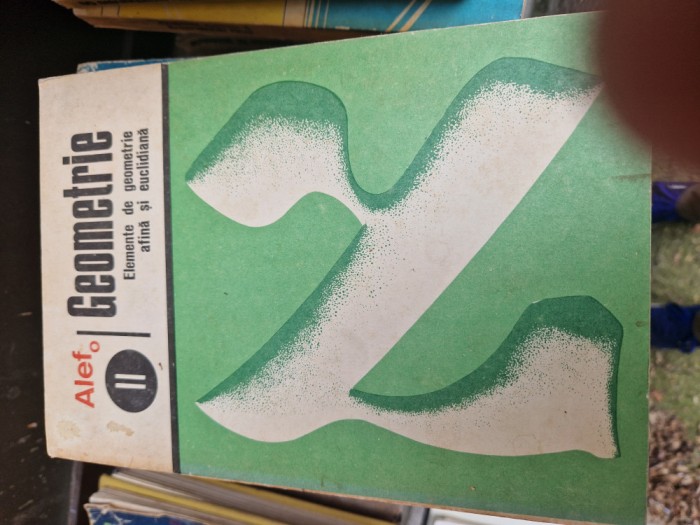 Alef₀
II
Geometrie
Elemente de geometrie
afină și euclidiană
א